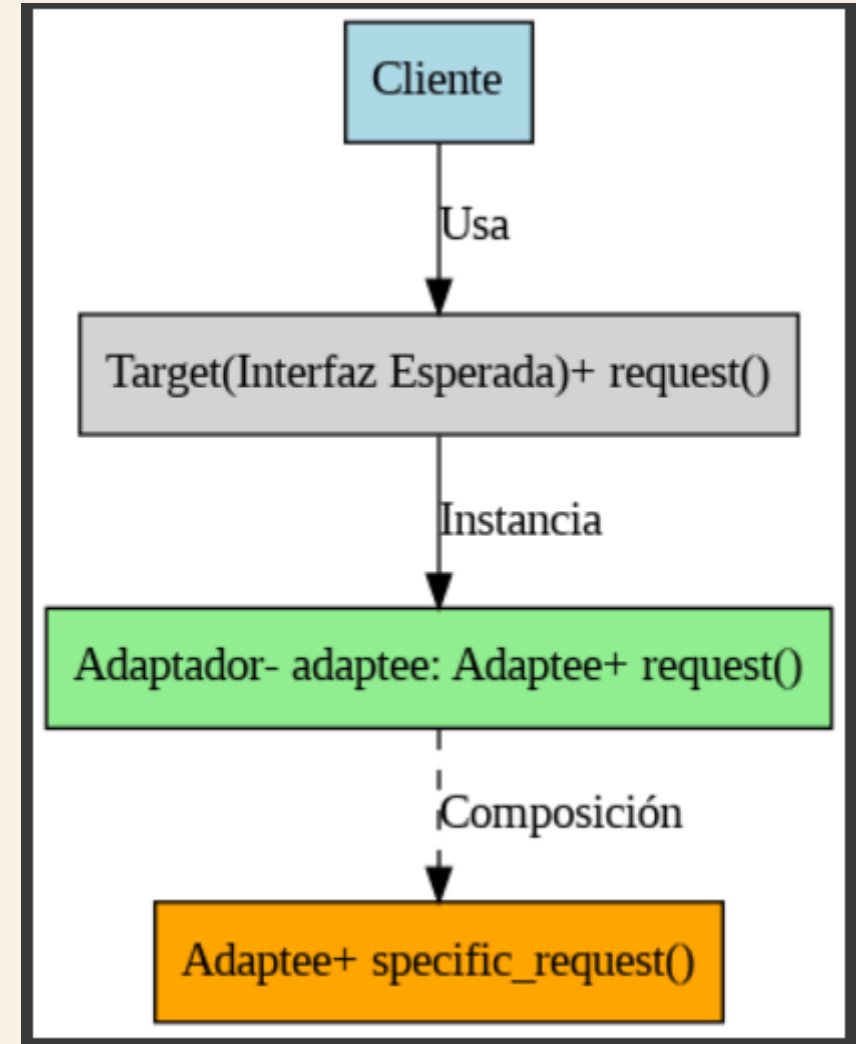 Cliente
Usa
Target(Interfaz Esperada)+ request()
Instancia
Adaptador- adaptee: Adaptee+ request()
Composición
Adaptee+ specific_request()